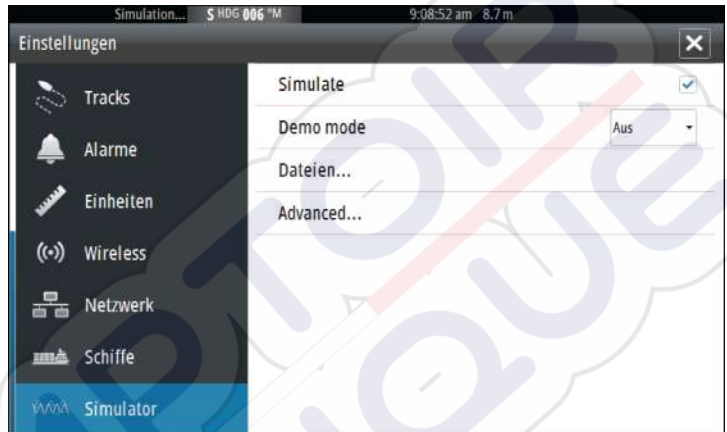 Simulation... S HDG 006 °M 9:08:52 am 8.7 m
Einstellungen
Tracks
Alarme
Einheiten
Wireless
Netzwerk
Schiffe
Simulator
Simulate
Demo mode Aus
Dateien...
Advanced...